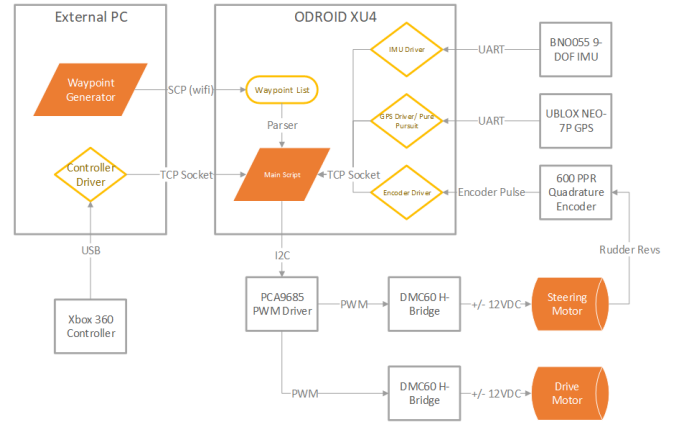 External PC
ODROID XU4
Waypoint
Generator
SCP (wifi)
Waypoint List
IMU Driver
UART
BNO055 9-
DOF IMU
Parser
GPS Driver/ Pure
Pursuit
UART
UBLOX NEO-
7P GPS
Controller
Driver
TCP Socket
Main Script
TCP Socket
Encoder Driver
Encoder Pulse
600 PPR
Quadrature
Encoder
USB
I2C
Rudder Revs
Xbox 360
Controller
PCA9685
PWM Driver
PWM
DMC60 H-
Bridge
+/- 12VDC
Steering
Motor
PWM
DMC60 H-
Bridge
+/- 12VDC
Drive
Motor